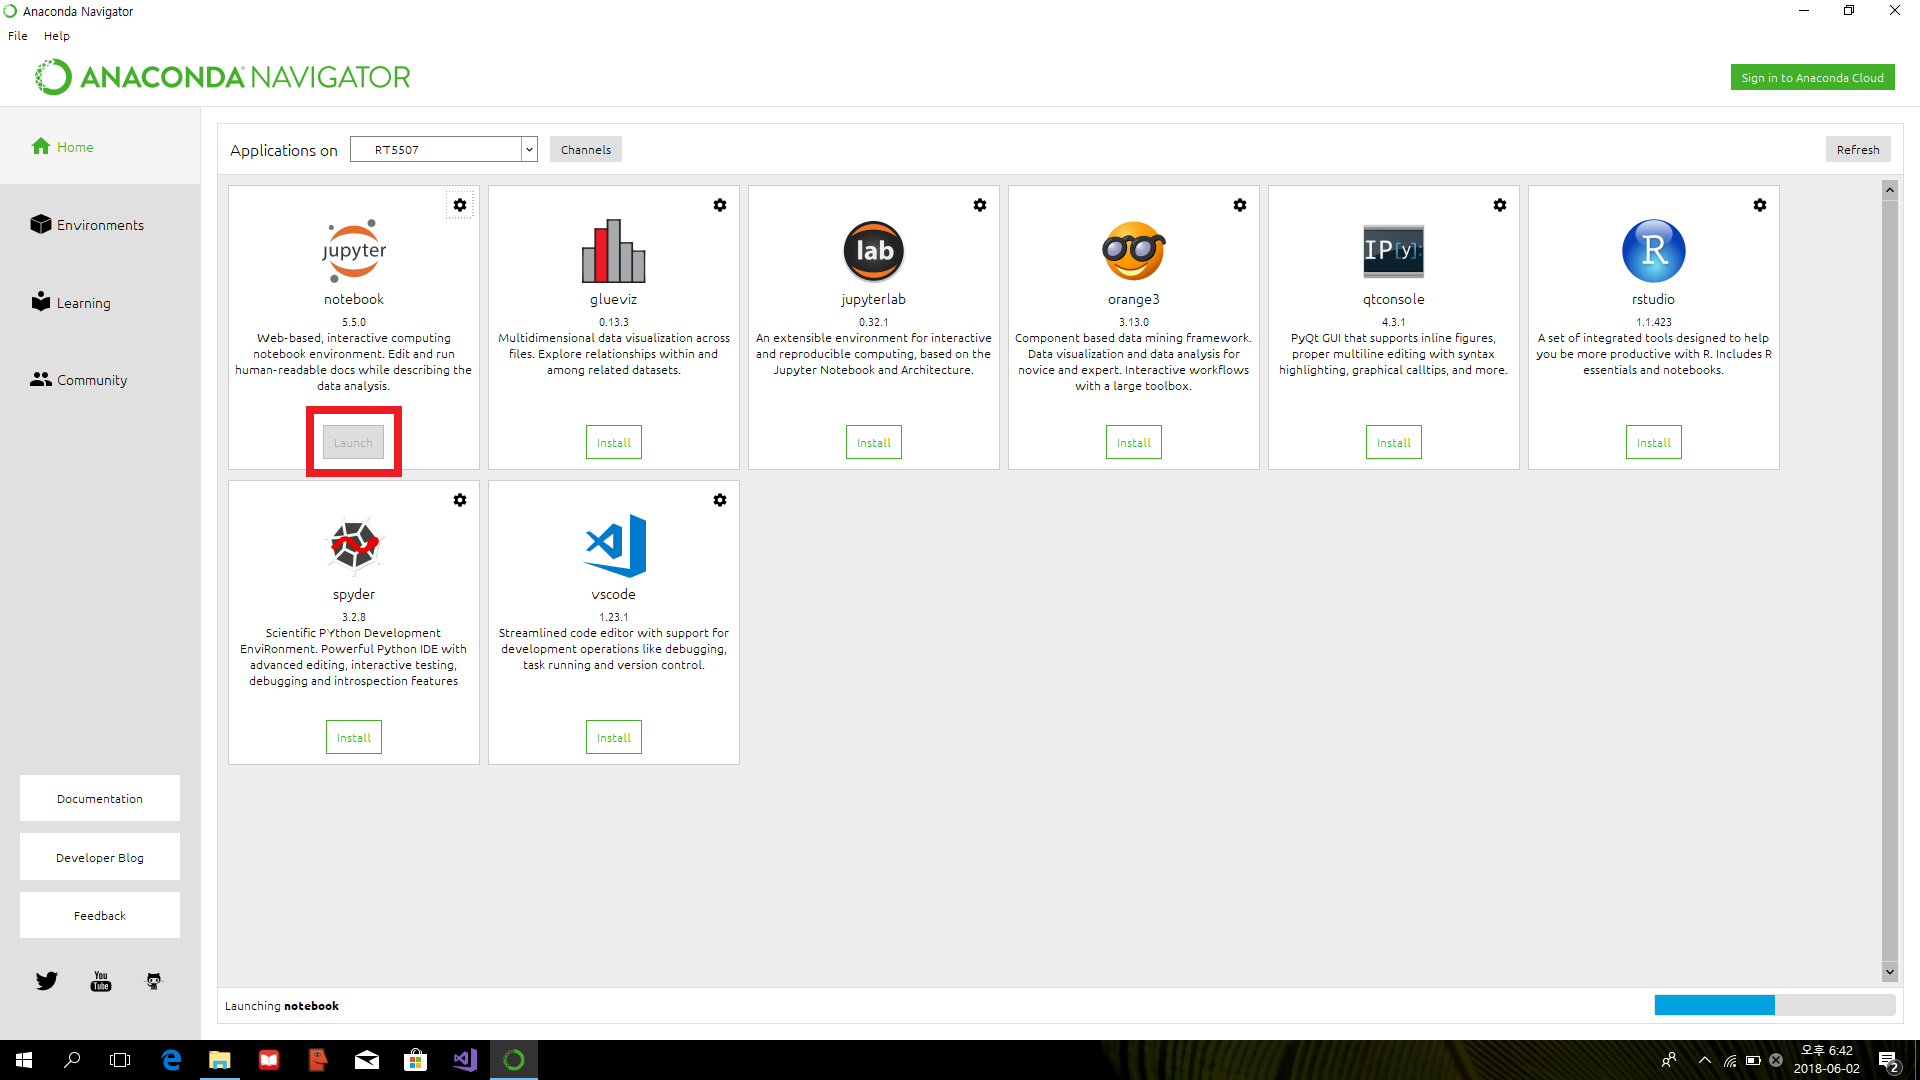 Anaconda Navigator
File Help
ANACONDA NAVIGATOR
Sign in to Anaconda Cloud
Home
Environments
Learning
Community
Documentation
Developer Blog
Feedback
You
Tube
Applications on RT5507 Channels Refresh
jupyter
notebook
5.5.0
Web-based, interactive computing
notebook environment. Edit and run
human-readable docs while describing the
data analysis.
Launch
glueviz
0.13.3
Multidimensional data visualization across
files. Explore relationships within and
among related datasets.
Install
lab
jupyterlab
0.32.1
An extensible environment for interactive
and reproducible computing, based on the
Jupyter Notebook and Architecture.
Install
orange3
3.13.0
Component based data mining framework.
Data visualization and data analysis for
novice and expert. Interactive workflows
with a large toolbox.
Install
IP[y]:
qtconsole
4.3.1
PyQt GUI that supports inline figures,
proper multiline editing with syntax
highlighting, graphical calltips, and more.
Install
R
rstudio
1.1.423
A set of integrated tools designed to help
you be more productive with R. Includes R
essentials and notebooks.
Install
spyder
3.2.8
Scientific PYthon Development
EnviRonment. Powerful Python IDE with
advanced editing, interactive testing,
debugging and introspection features
Install
vscode
1.23.1
Streamlined code editor with support for
development operations like debugging,
task running and version control.
Install
Launching notebook
오후 6:42
2018-06-02
2